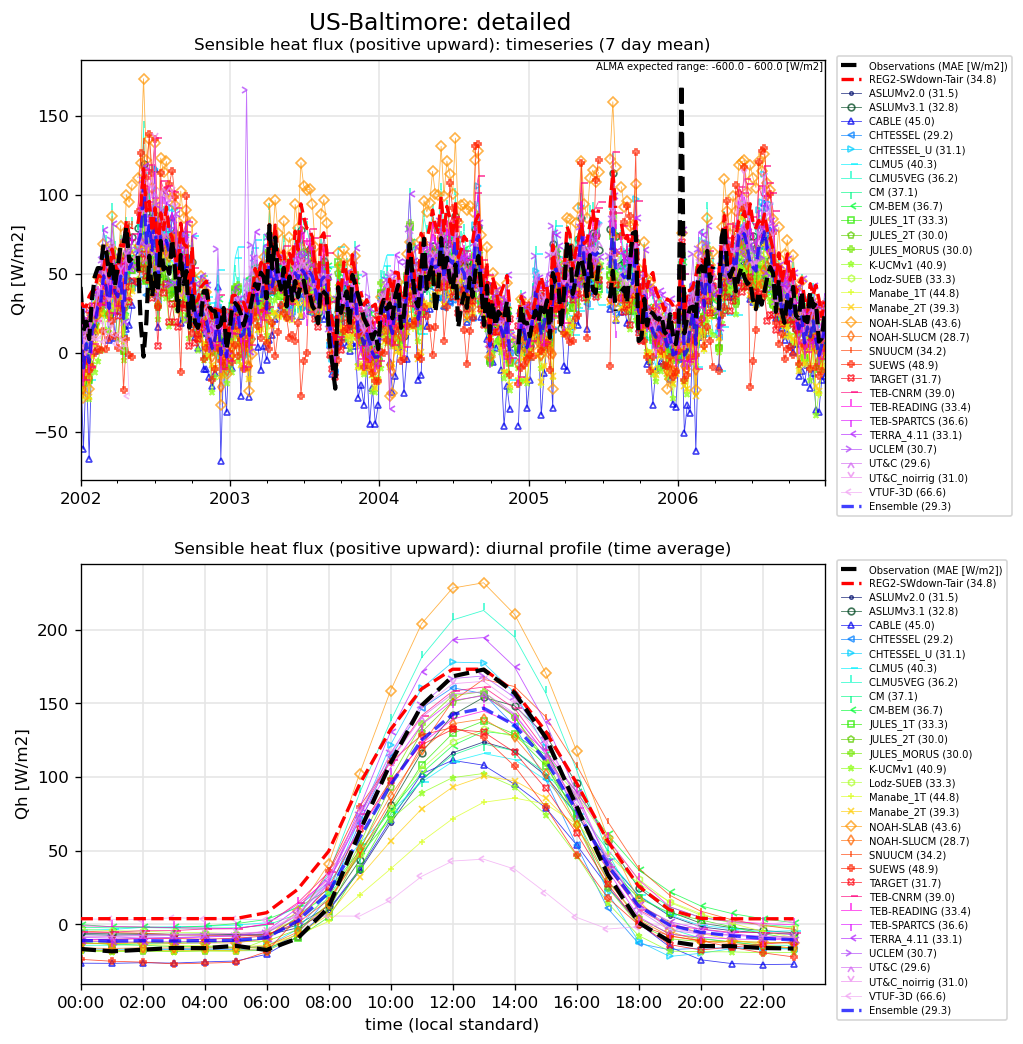 US-Baltimore: detailed
Sensible heat flux (positive upward): timeseries (7 day mean)
ALMA expected range: -600.0 - 600.0 [W/m2]
Qh [W/m2]
150
100
50
0
−50
2002
2003
2004
2005
2006
Observations (MAE [W/m2])
REG2-SWdown-Tair (34.8)
ASLUMv2.0 (31.5)
ASLUMv3.1 (32.8)
CABLE (45.0)
CHTESSEL (29.2)
CHTESSEL_U (31.1)
CLMU5 (40.3)
CLMU5VEG (36.2)
CM (37.1)
CM-BEM (36.7)
JULES_1T (33.3)
JULES_2T (30.0)
JULES_MORUS (30.0)
K-UCMv1 (40.9)
Lodz-SUEB (33.3)
Manabe_1T (44.8)
Manabe_2T (39.3)
NOAH-SLAB (43.6)
NOAH-SLUCM (28.7)
SNUUCM (34.2)
SUEWS (48.9)
TARGET (31.7)
TEB-CNRM (39.0)
TEB-READING (33.4)
TEB-SPARTCS (36.6)
TERRA_4.11 (33.1)
UCLEM (30.7)
UT&C (29.6)
UT&C_noirrig (31.0)
VTUF-3D (66.6)
Ensemble (29.3)
Sensible heat flux (positive upward): diurnal profile (time average)
Qh [W/m2]
200
150
100
50
0
00:00
02:00
04:00
06:00
08:00
10:00
12:00
14:00
16:00
18:00
20:00
22:00
time (local standard)
Observation (MAE [W/m2])
REG2-SWdown-Tair (34.8)
ASLUMv2.0 (31.5)
ASLUMv3.1 (32.8)
CABLE (45.0)
CHTESSEL (29.2)
CHTESSEL_U (31.1)
CLMU5 (40.3)
CLMU5VEG (36.2)
CM (37.1)
CM-BEM (36.7)
JULES_1T (33.3)
JULES_2T (30.0)
JULES_MORUS (30.0)
K-UCMv1 (40.9)
Lodz-SUEB (33.3)
Manabe_1T (44.8)
Manabe_2T (39.3)
NOAH-SLAB (43.6)
NOAH-SLUCM (28.7)
SNUUCM (34.2)
SUEWS (48.9)
TARGET (31.7)
TEB-CNRM (39.0)
TEB-READING (33.4)
TEB-SPARTCS (36.6)
TERRA_4.11 (33.1)
UCLEM (30.7)
UT&C (29.6)
UT&C_noirrig (31.0)
VTUF-3D (66.6)
Ensemble (29.3)